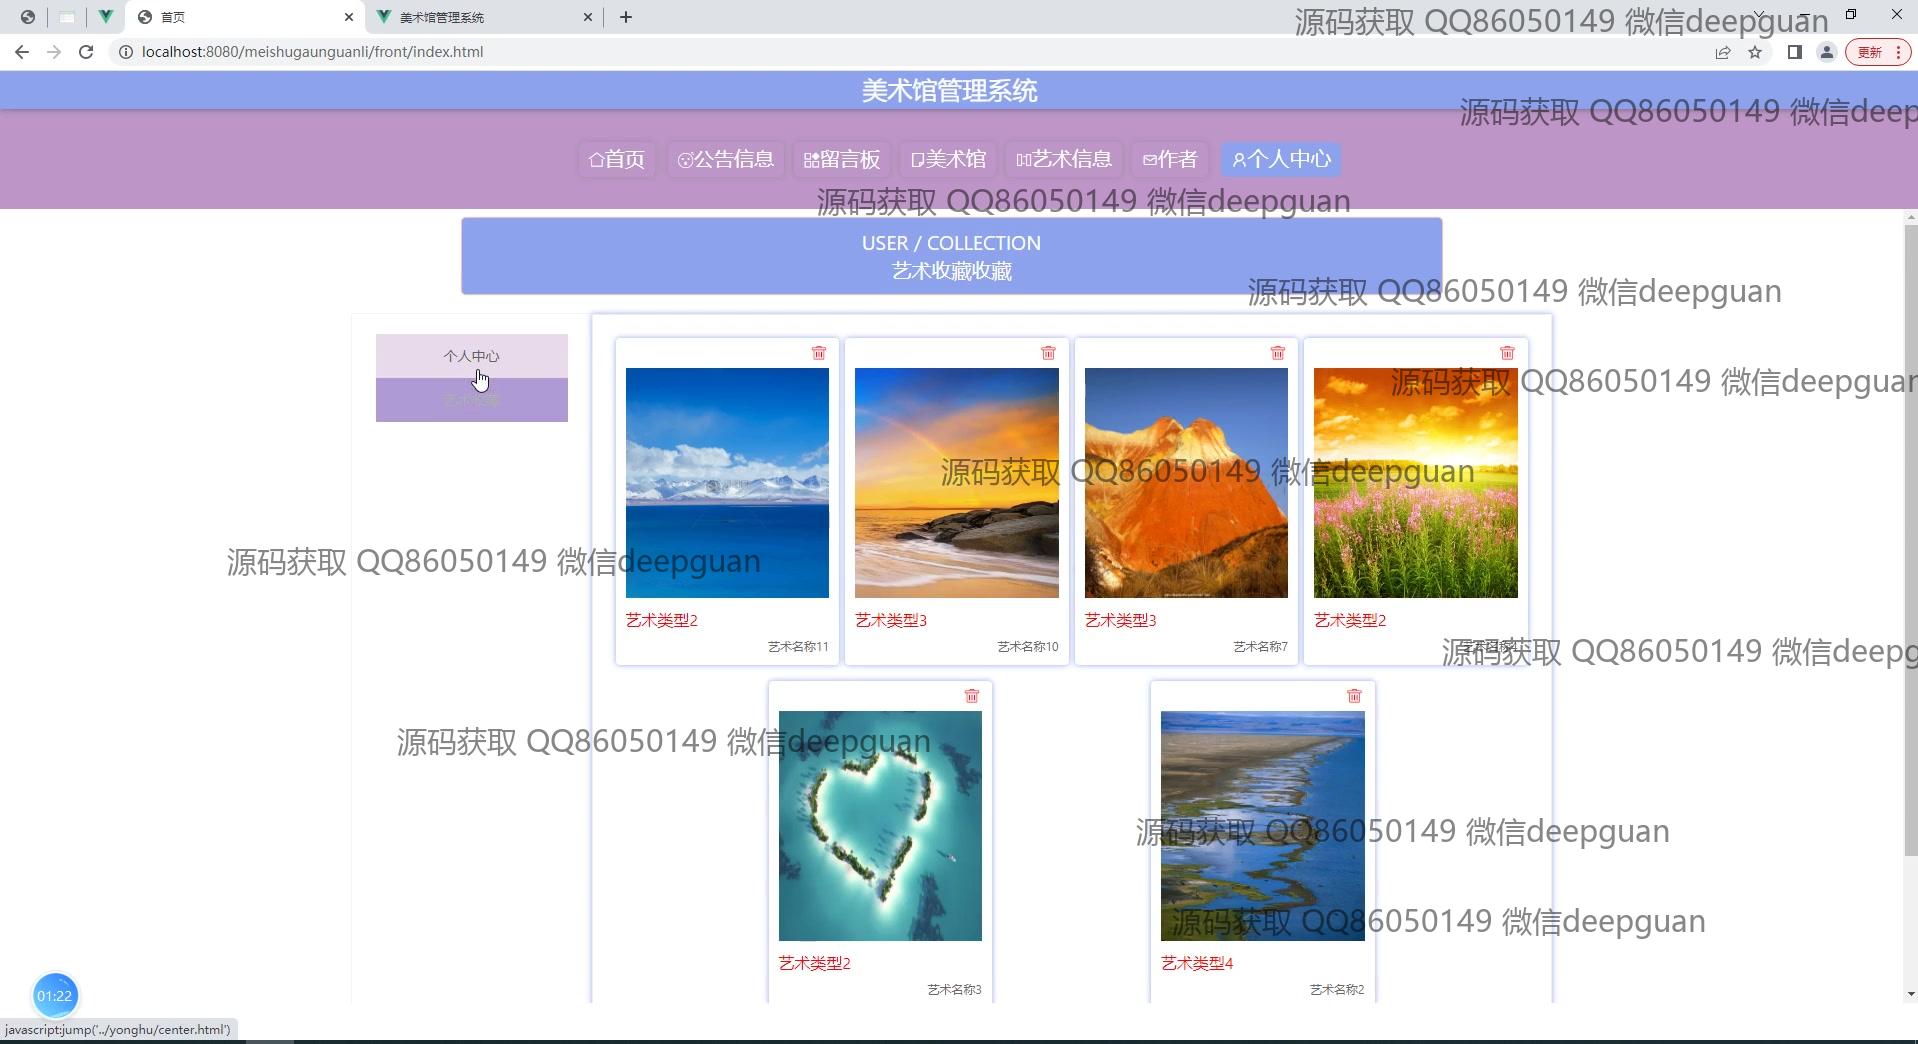 首页
美术馆管理系统
源码获取 QQ86050149 微信deepguan
localhost:8080/meishugaunguanli/front/index.html
更新
美术馆管理系统
源码获取 QQ86050149 微信deep
首页 公告信息 留言板 美术馆 艺术信息 作者 个人中心
源码获取 QQ86050149 微信deepguan
USER / COLLECTION
艺术收藏收藏
源码获取 QQ86050149 微信deepguan
个人中心
源码获取 QQ86050149 微信deepguar
艺术收藏
源码获取 QQ86050149 微信deepguan
源码获取 QQ86050149 微信deepguan
艺术类型2 艺术类型3 艺术类型3 艺术类型2
艺术名称11 艺术名称10 艺术名称7
源码获取 QQ86050149 微信deepg
源码获取 QQ86050149 微信deepguan
源码获取 QQ86050149 微信deepguan
源码获取 QQ86050149 微信deepguan
艺术类型2 艺术类型4
艺术名称3 艺术名称2
01:22
javascript:jump('../yonghu/center.html')